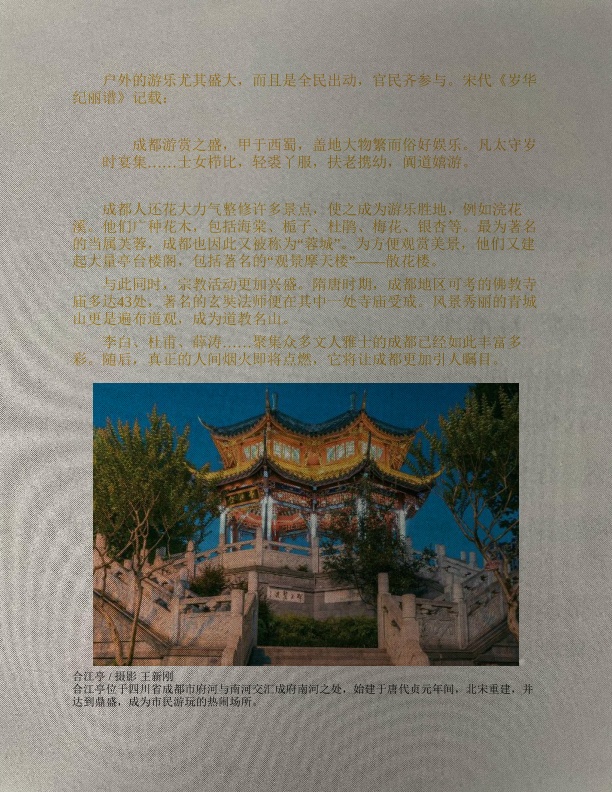 户外的游乐尤其盛大，而且是全民出动，官民齐参与。宋代《岁华
纪丽谱》记载：
成都游赏之盛，甲于西蜀，盖地大物繁而俗好娱乐。凡太守岁
时宴集……士女栉比，轻裘丫服，扶老携幼，阗道嬉游。
成都人还花大力气整修许多景点，使之成为游乐胜地，例如浣花
溪。他们广种花木，包括海棠、栀子、杜鹃、梅花、银杏等。最为著名
的当属芙蓉，成都也因此又被称为“蓉城”。为方便观赏美景，他们又建
起大量亭台楼阁，包括著名的“观景摩天楼”——散花楼。
与此同时，宗教活动更加兴盛。隋唐时期，成都地区可考的佛教寺
庙多达43处，著名的玄奘法师便在其中一处寺庙受戒。风景秀丽的青城
山更是遍布道观，成为道教名山。
李白、杜甫、薛涛……聚集众多文人雅士的成都已经如此丰富多
彩。随后，真正的人间烟火即将点燃，它将让成都更加引人瞩目。
合江亭 / 摄影 王新刚
合江亭位于四川省成都市府河与南河交汇成府南河之处，始建于唐代贞元年间，北宋重建，并
达到鼎盛，成为市民游玩的热闹场所。